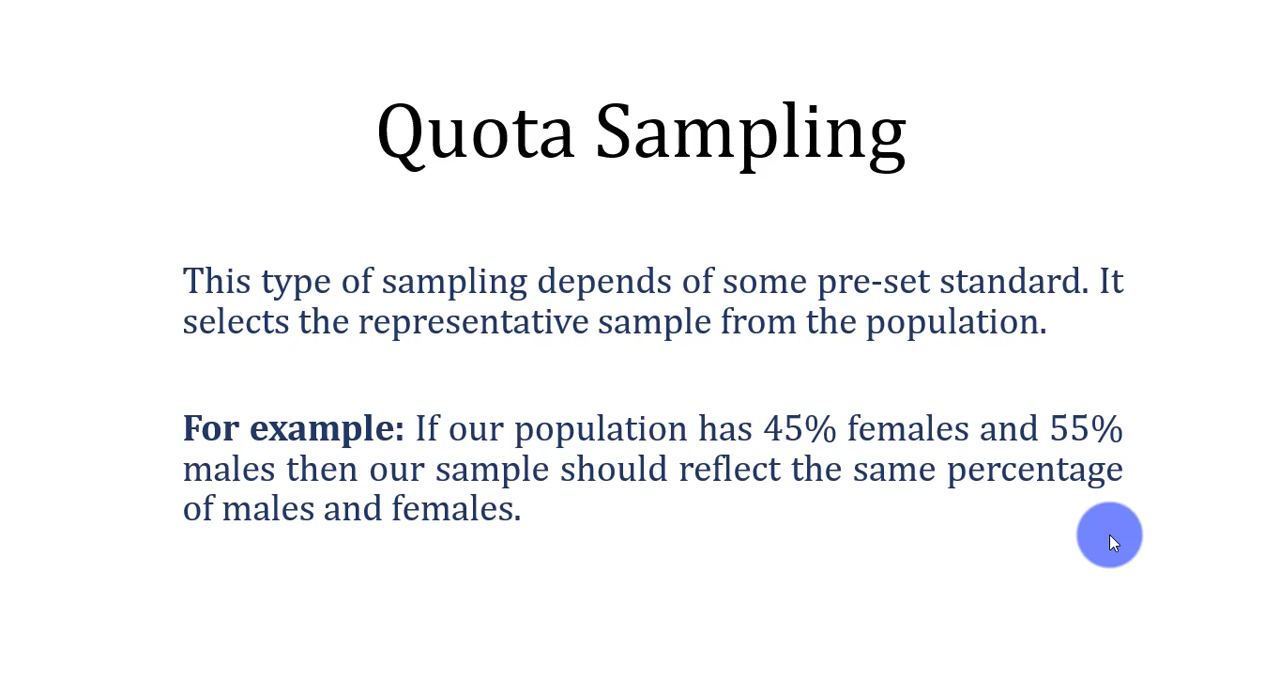 Quota Sampling
This type of sampling depends of some pre-set standard. It
selects the representative sample from the population.
For example: If our population has 45% females and 55%
males then our sample should reflect the same percentage
of males and females.